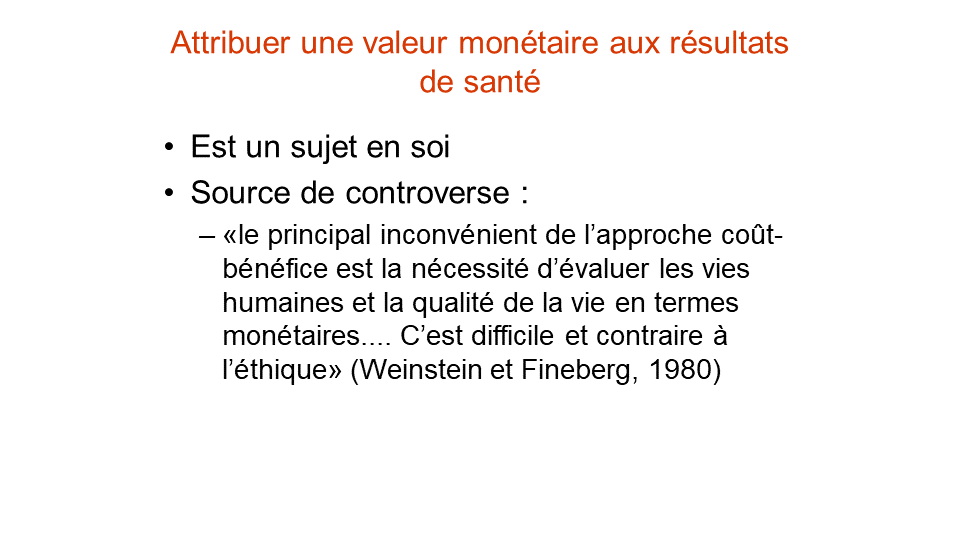 Attribuer une valeur monétaire aux résultats
de santé
• Est un sujet en soi
• Source de controverse :
– «le principal inconvénient de l’approche coût-
bénéfice est la nécessité d’évaluer les vies
humaines et la qualité de la vie en termes
monétaires.... C’est difficile et contraire à
l’éthique» (Weinstein et Fineberg, 1980)